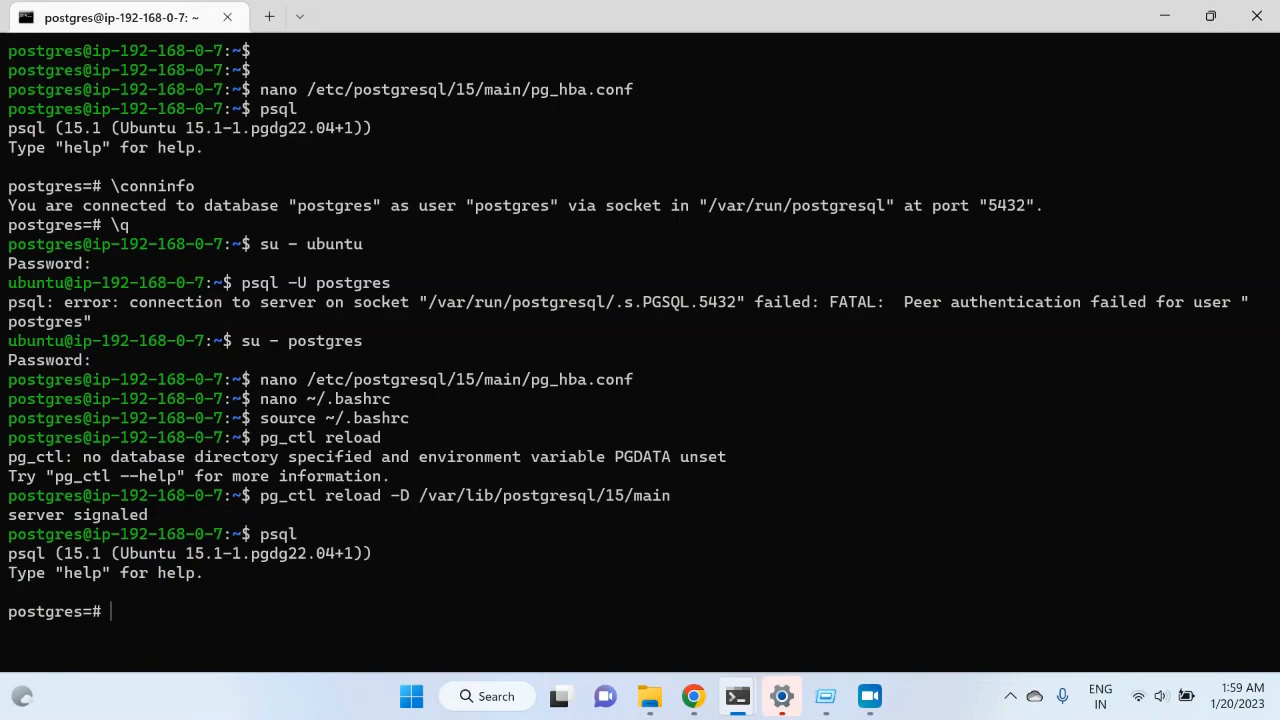 postgres@ip-192-168-0-7: ~
postgres@ip-192-168-0-7:~$
postgres@ip-192-168-0-7:~$
postgres@ip-192-168-0-7:~$ nano /etc/postgresql/15/main/pg_hba.conf
postgres@ip-192-168-0-7:~$ psql
psql (15.1 (Ubuntu 15.1-1.pgdg22.04+1))
Type "help" for help.
postgres=# \conninfo
You are connected to database "postgres" as user "postgres" via socket in "/var/run/postgresql" at port "5432".
postgres=# \q
postgres@ip-192-168-0-7:~$ su - ubuntu
Password:
ubuntu@ip-192-168-0-7:~$ psql -U postgres
psql: error: connection to server on socket "/var/run/postgresql/.s.PGSQL.5432" failed: FATAL:  Peer authentication failed for user "
postgres"
ubuntu@ip-192-168-0-7:~$ su - postgres
Password:
postgres@ip-192-168-0-7:~$ nano /etc/postgresql/15/main/pg_hba.conf
postgres@ip-192-168-0-7:~$ nano ~/.bashrc
postgres@ip-192-168-0-7:~$ source ~/.bashrc
postgres@ip-192-168-0-7:~$ pg_ctl reload
pg_ctl: no database directory specified and environment variable PGDATA unset
Try "pg_ctl --help" for more information.
postgres@ip-192-168-0-7:~$ pg_ctl reload -D /var/lib/postgresql/15/main
server signaled
postgres@ip-192-168-0-7:~$ psql
psql (15.1 (Ubuntu 15.1-1.pgdg22.04+1))
Type "help" for help.
postgres=#
Search
ENG
IN
1:59 AM
1/20/2023